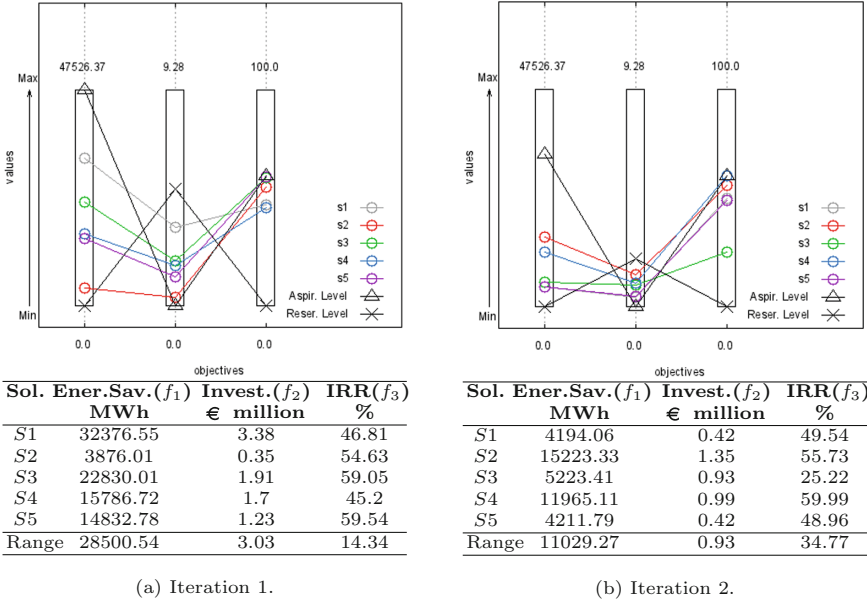 47526.37 9.28 100.0
Max
values
Min
s1
s2
s3
s4
s5
Aspir. Level
Reser. Level
0.0 0.0 0.0
objectives
Sol. Ener.Sav.(f1) Invest.(f2) IRR(f3)
MWh € million %
S1 32376.55 3.38 46.81
S2 3876.01 0.35 54.63
S3 22830.01 1.91 59.05
S4 15786.72 1.7 45.2
S5 14832.78 1.23 59.54
Range 28500.54 3.03 14.34
(a) Iteration 1.
47526.37 9.28 100.0
Max
values
Min
s1
s2
s3
s4
s5
Aspir. Level
Reser. Level
0.0 0.0 0.0
objectives
Sol. Ener.Sav.(f1) Invest.(f2) IRR(f3)
MWh € million %
S1 4194.06 0.42 49.54
S2 15223.33 1.35 55.73
S3 5223.41 0.93 25.22
S4 11965.11 0.99 59.99
S5 4211.79 0.42 48.96
Range 11029.27 0.93 34.77
(b) Iteration 2.